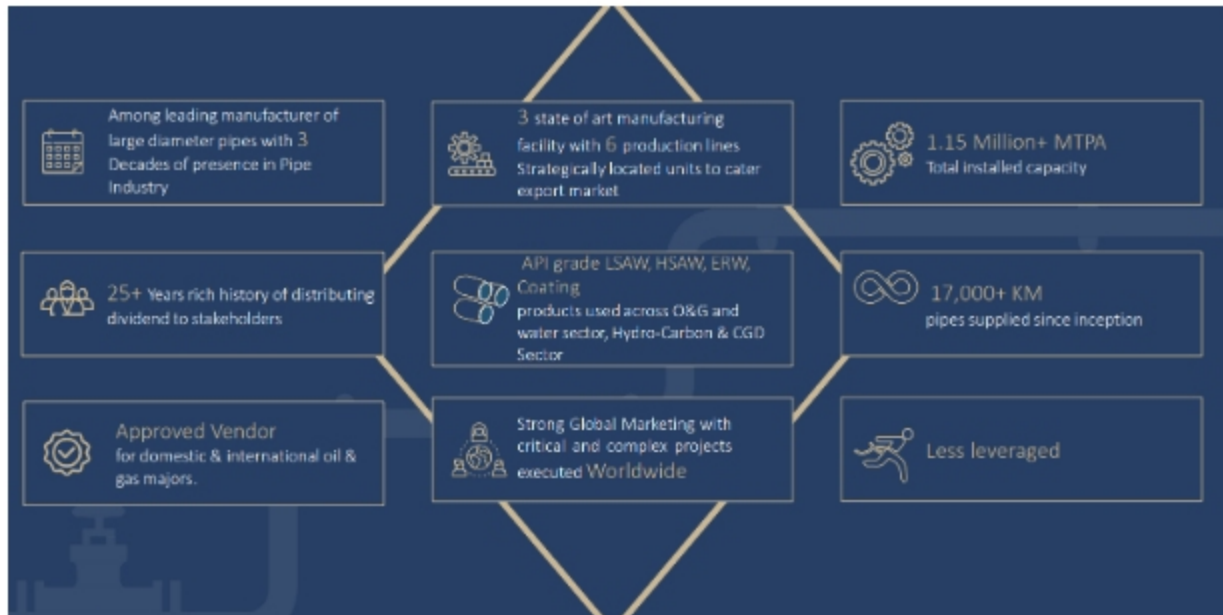 Among leading manufacturer of
large diameter pipes with 3
Decades of presence in Pipe
Industry
3 state of art manufacturing
facility with 6 production lines
Strategically located units to cater
export market
1.15 Million+ MTPA
Total installed capacity
25+ Years rich history of distributing
dividend to stakeholders
API grade LSAW, HSAW, ERW,
Coating
products used across O&G and
water sector, Hydro-Carbon & CGD
Sector
17,000+ KM
pipes supplied since inception
Approved Vendor
for domestic & international oil &
gas majors.
Strong Global Marketing with
critical and complex projects
executed Worldwide
Less leveraged